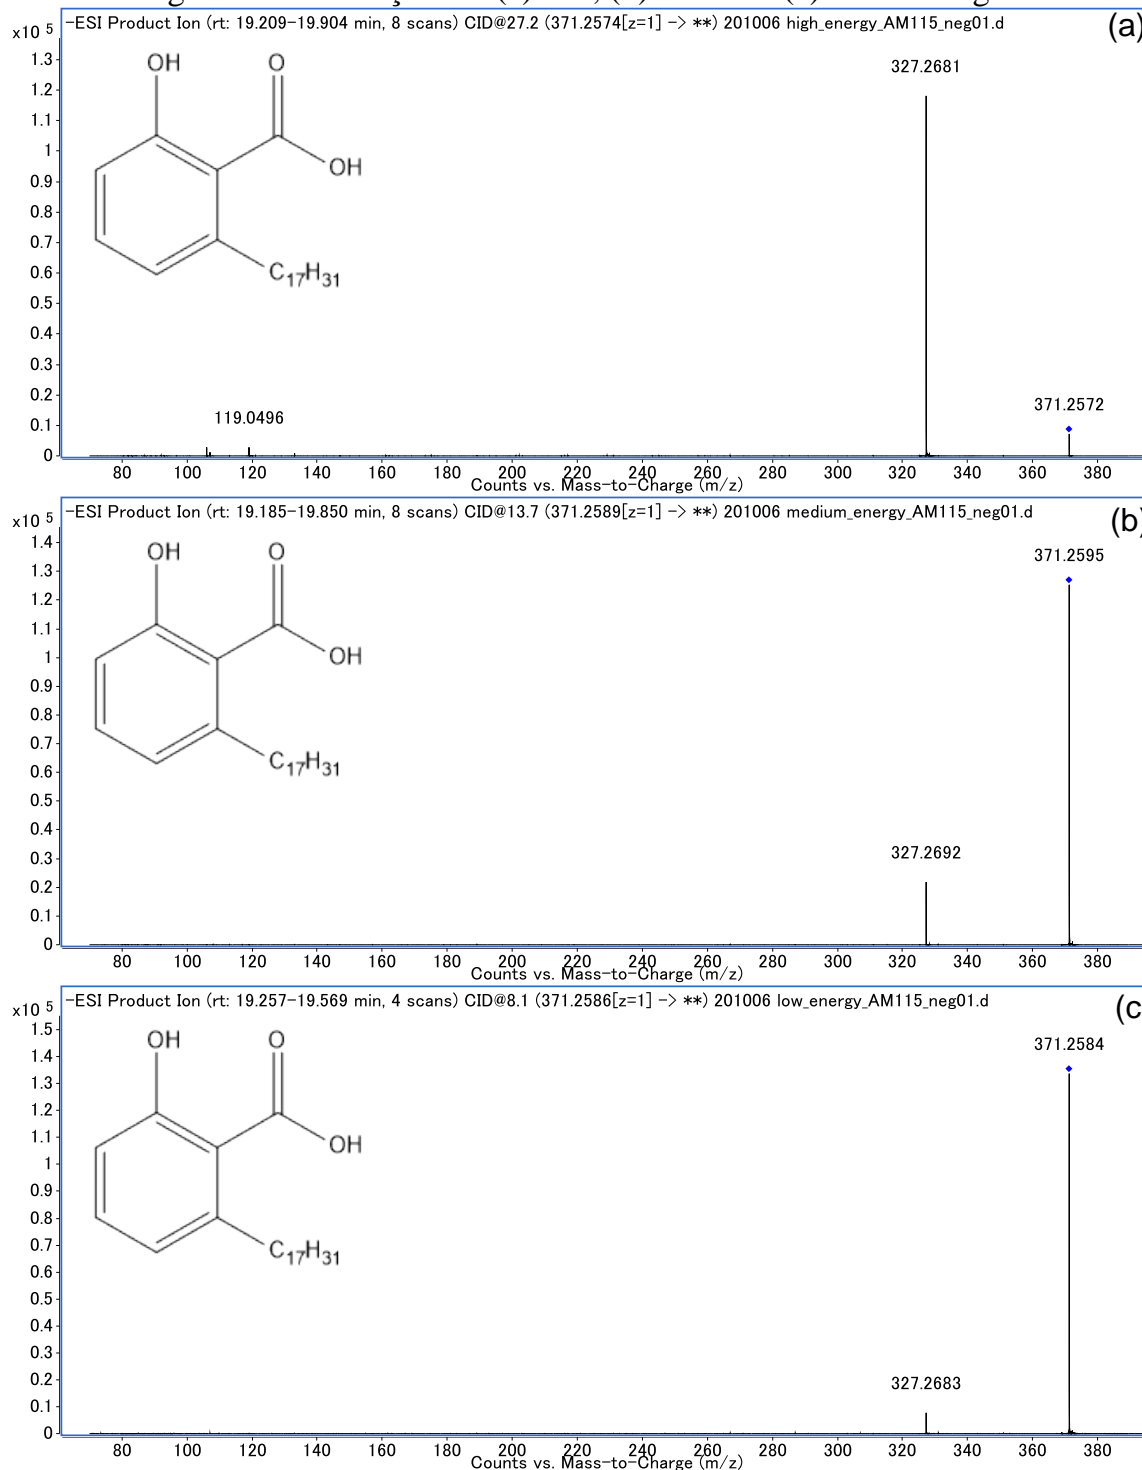 (a)
-ESI Product Ion (rt: 19.209-19.904 min, 8 scans) CID@27.2 (371.2574[z=1] -> **) 201006 high_energy_AM115_neg01.d
x10 5
1.3
1.2
1.1
1
0.9
0.8
0.7
0.6
0.5
0.4
0.3
0.2
0.1
0
OH
O
OH
C17H31
327.2681
119.0496
371.2572
80 100 120 140 160 180 200 220 240 260 280 300 320 340 360 380
Counts vs. Mass-to-Charge (m/z)
(b)
-ESI Product Ion (rt: 19.185-19.850 min, 8 scans) CID@13.7 (371.2589[z=1] -> **) 201006 medium_energy_AM115_neg01.d
x10 5
1.4
1.3
1.2
1.1
1
0.9
0.8
0.7
0.6
0.5
0.4
0.3
0.2
0.1
0
OH
O
OH
C17H31
371.2595
327.2692
80 100 120 140 160 180 200 220 240 260 280 300 320 340 360 380
Counts vs. Mass-to-Charge (m/z)
(c
-ESI Product Ion (rt: 19.257-19.569 min, 4 scans) CID@8.1 (371.2586[z=1] -> **) 201006 low_energy_AM115_neg01.d
x10 5
1.5
1.4
1.3
1.2
1.1
1
0.9
0.8
0.7
0.6
0.5
0.4
0.3
0.2
0.1
0
OH
O
OH
C17H31
371.2584
327.2683
80 100 120 140 160 180 200 220 240 260 280 300 320 340 360 380
Counts vs. Mass-to-Charge (m/z)